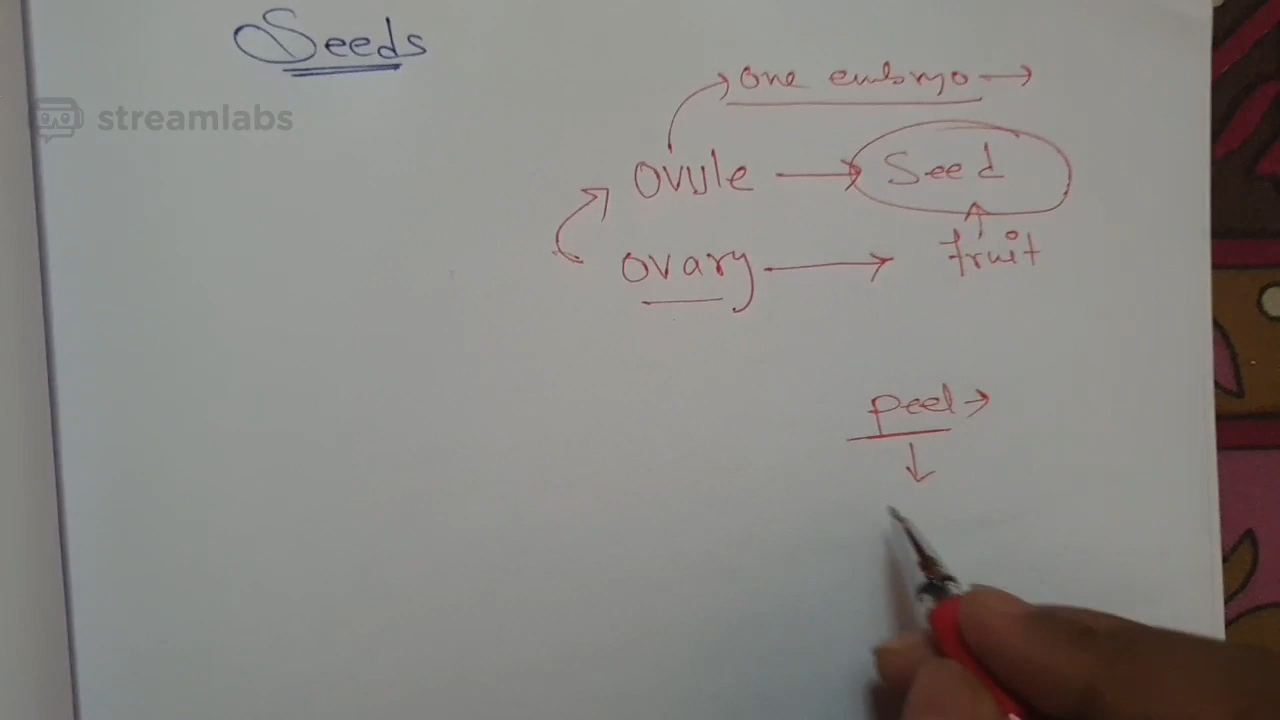 Seeds
streamlabs
one embryo →
ovule → Seed
ovary → fruit
peel →